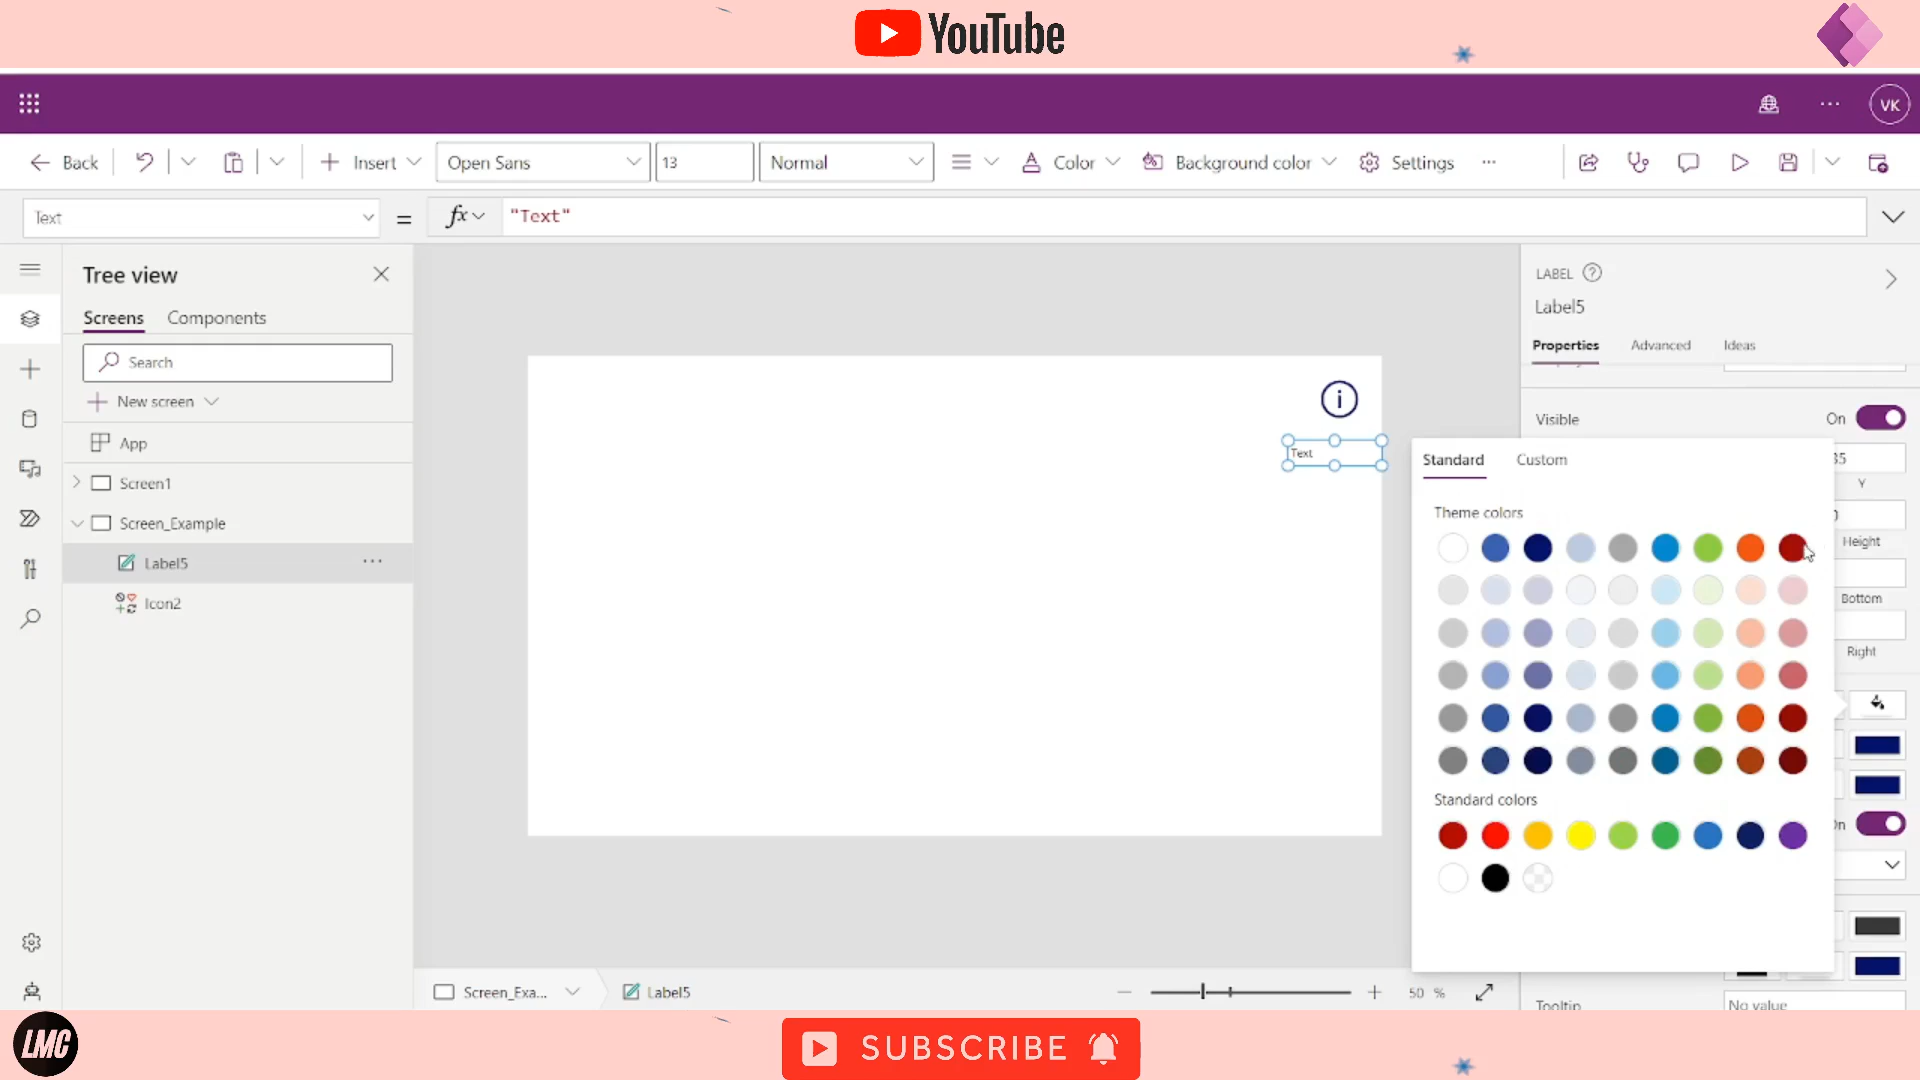 YouTube
VK
Back
Insert
Open Sans
13
Normal
Color
Background color
Settings
Text
=
fx
"Text"
Tree view
Screens
Components
Search
New screen
App
Screen1
Screen_Example
Label5
Icon2
Text
LABEL
Label5
Properties
Advanced
Ideas
Visible
On
Standard
Custom
Y
Theme colors
Height
Bottom
Right
Standard colors
Screen_Exa...
Label5
50 %
Tooltip
No value
LMC
SUBSCRIBE